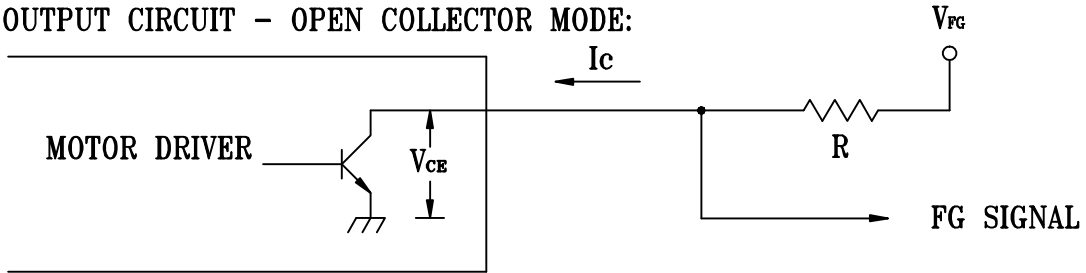 OUTPUT CIRCUIT - OPEN COLLECTOR MODE:
VFG
Ic
MOTOR DRIVER
VCE
R
FG SIGNAL